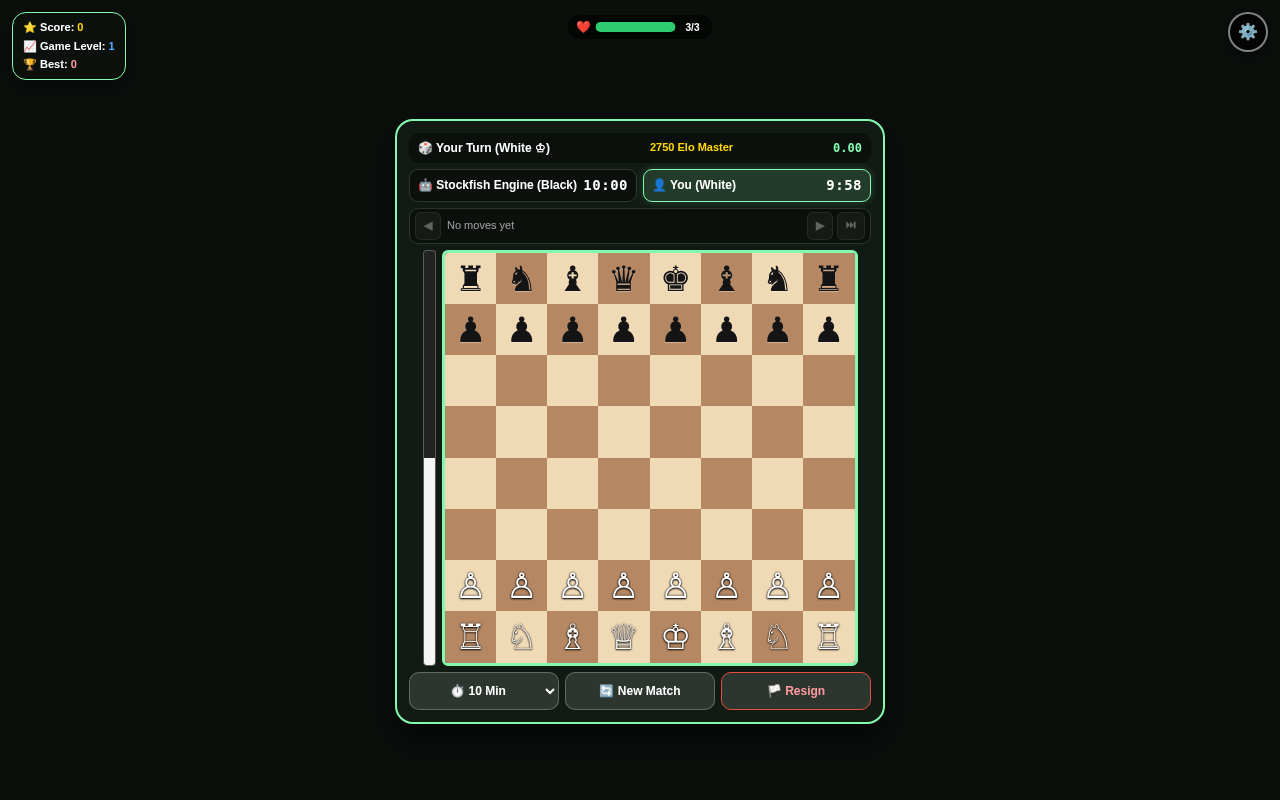 ⭐ Score: 0
📈 Game Level: 1
🏆 Best: 0
❤️ 3/3
⚙️
🎲 Your Turn (White ♔) 2750 Elo Master 0.00
🤖 Stockfish Engine (Black) 10:00 👤 You (White) 9:58
◀ No moves yet ▶ ⏭
⏱️ 10 Min 🔄 New Match 🏳️ Resign